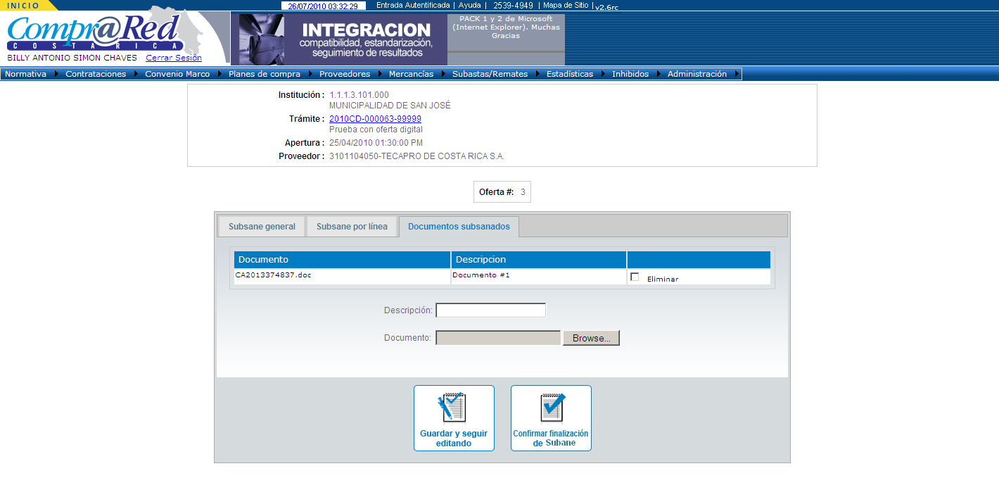 INICIO
26/07/2010 03:32:29
Entrada Autentificada | Ayuda | 2539-4949 | Mapa de Sitio | v2.6rc
Compr@Red
COSTARICA
INTEGRACION
compatibilidad, estandarización,
seguimiento de resultados
PACK 1 y 2 de Microsoft
(Internet Explorer). Muchas
Gracias
BILLY ANTONIO SIMON CHAVES Cerrar Sesión
Normativa Contrataciones Convenio Marco Planes de compra Proveedores Mercancías Subastas/Remates Estadísticas Inhibidos Administración
Institución : 1.1.1.3.101.000
MUNICIPALIDAD DE SAN JOSÉ
Trámite : 2010CD-000063-99999
Prueba con oferta digital
Apertura : 25/04/2010 01:30:00 PM
Proveedor : 3101104050-TECAPRO DE COSTA RICA S.A.
Oferta #: 3
Subsane general Subsane por línea Documentos subsanados
Documento Descripcion
CA2013374837.doc Documento #1 Eliminar
Descripción:
Documento: Browse...
Guardar y seguir
editando
Confirmar finalización
de Subane